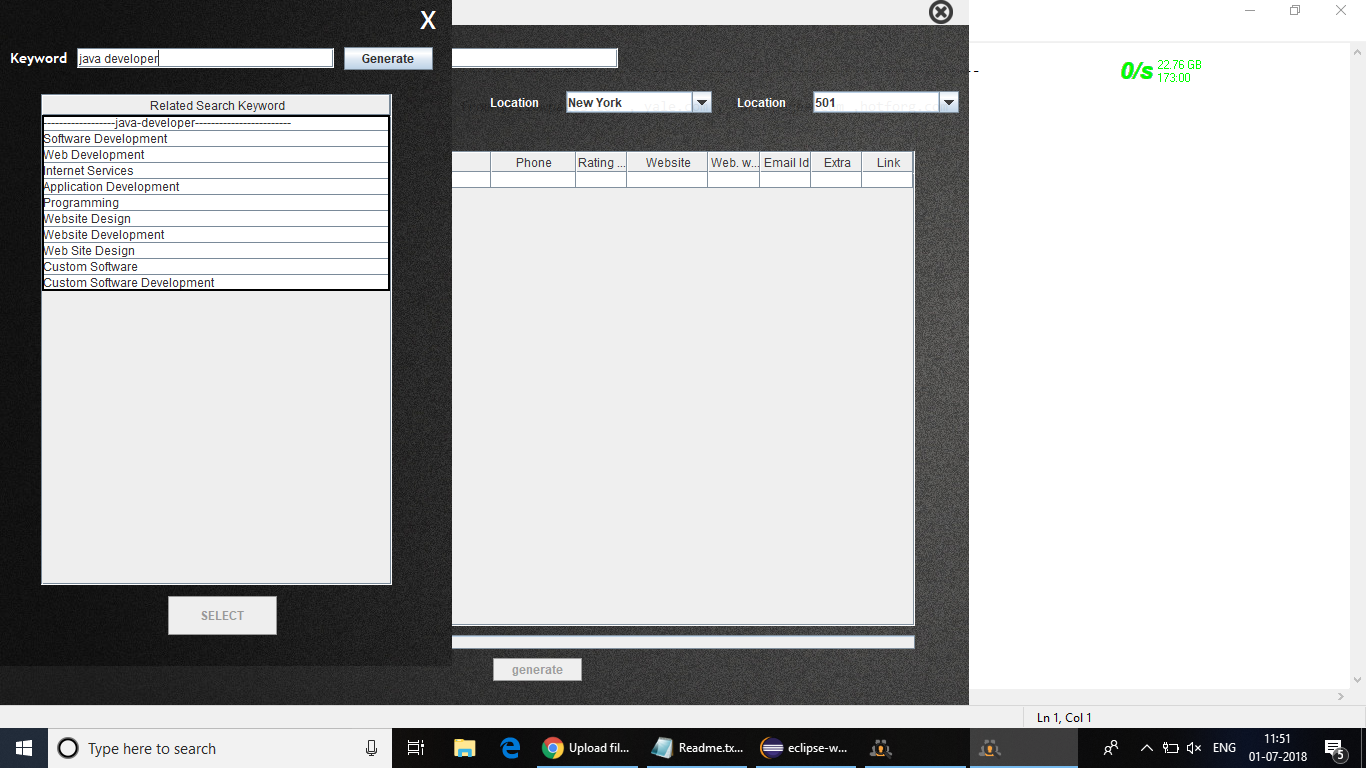 X
Keyword java developer Generate
0/s 22.76 GB
173:00
Location New York Location 501
Related Search Keyword
------------------java-developer------------------------
Software Development
Web Development
Internet Services
Application Development
Programming
Website Design
Website Development
Web Site Design
Custom Software
Custom Software Development
Phone Rating ... Website Web. w... Email Id Extra Link
SELECT
generate
Ln 1, Col 1
Type here to search
Upload fil... Readme.tx... eclipse-w...
ENG
11:51
01-07-2018
5